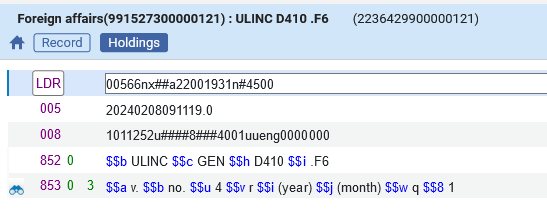 Foreign affairs(991527300000121) : ULINC D410 .F6 (2236429900000121)
Record Holdings
LDR 00566nx##a22001931n#4500
005 20240208091119.0
008 1011252u####8###4001uueng0000000
852 0 $$b ULINC $$c GEN $$h D410 $$i .F6
853 0 3 $$a v. $$b no. $$u 4 $$v r $$i (year) $$j (month) $$w q $$8 1